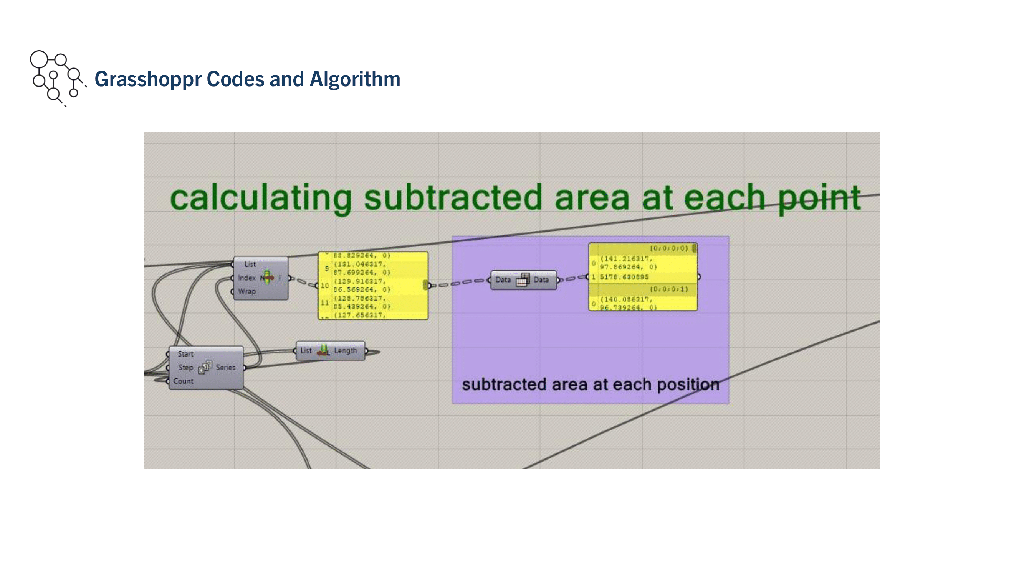 Grasshoppr Codes and Algorithm
calculating subtracted area at each point
List
Index
i
Wrap
88.829264, 0)
9 (131.046317,
87.699264, 0)
10 (129.916317,
86.569264, 0)
11 (128.786317,
85.439264, 0)
(127.656317,
Data Data
{0;0;0;0}
0 (141.216317,
97.869264, 0)
1 5178.630898
{0;0;0;1}
0 (140.086317,
96.739264, 0)
Start
Step Series
Count
List Length
subtracted area at each position